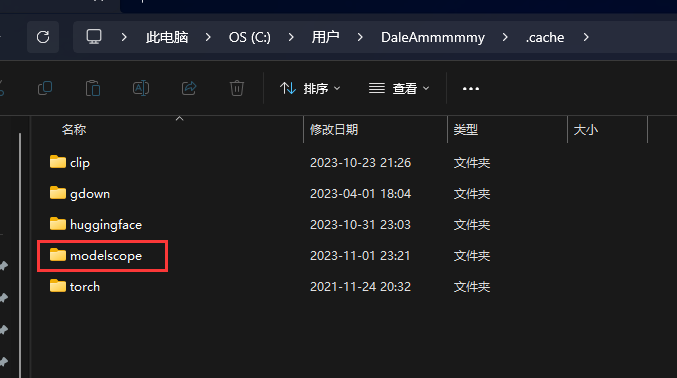 此电脑 > OS (C:) > 用户 > DaleAmmmmmy > .cache >
排序 查看 ...
名称 修改日期 类型 大小
clip 2023-10-23 21:26 文件夹
gdown 2023-04-01 18:04 文件夹
huggingface 2023-10-31 23:03 文件夹
modelscope 2023-11-01 23:21 文件夹
torch 2021-11-24 20:32 文件夹